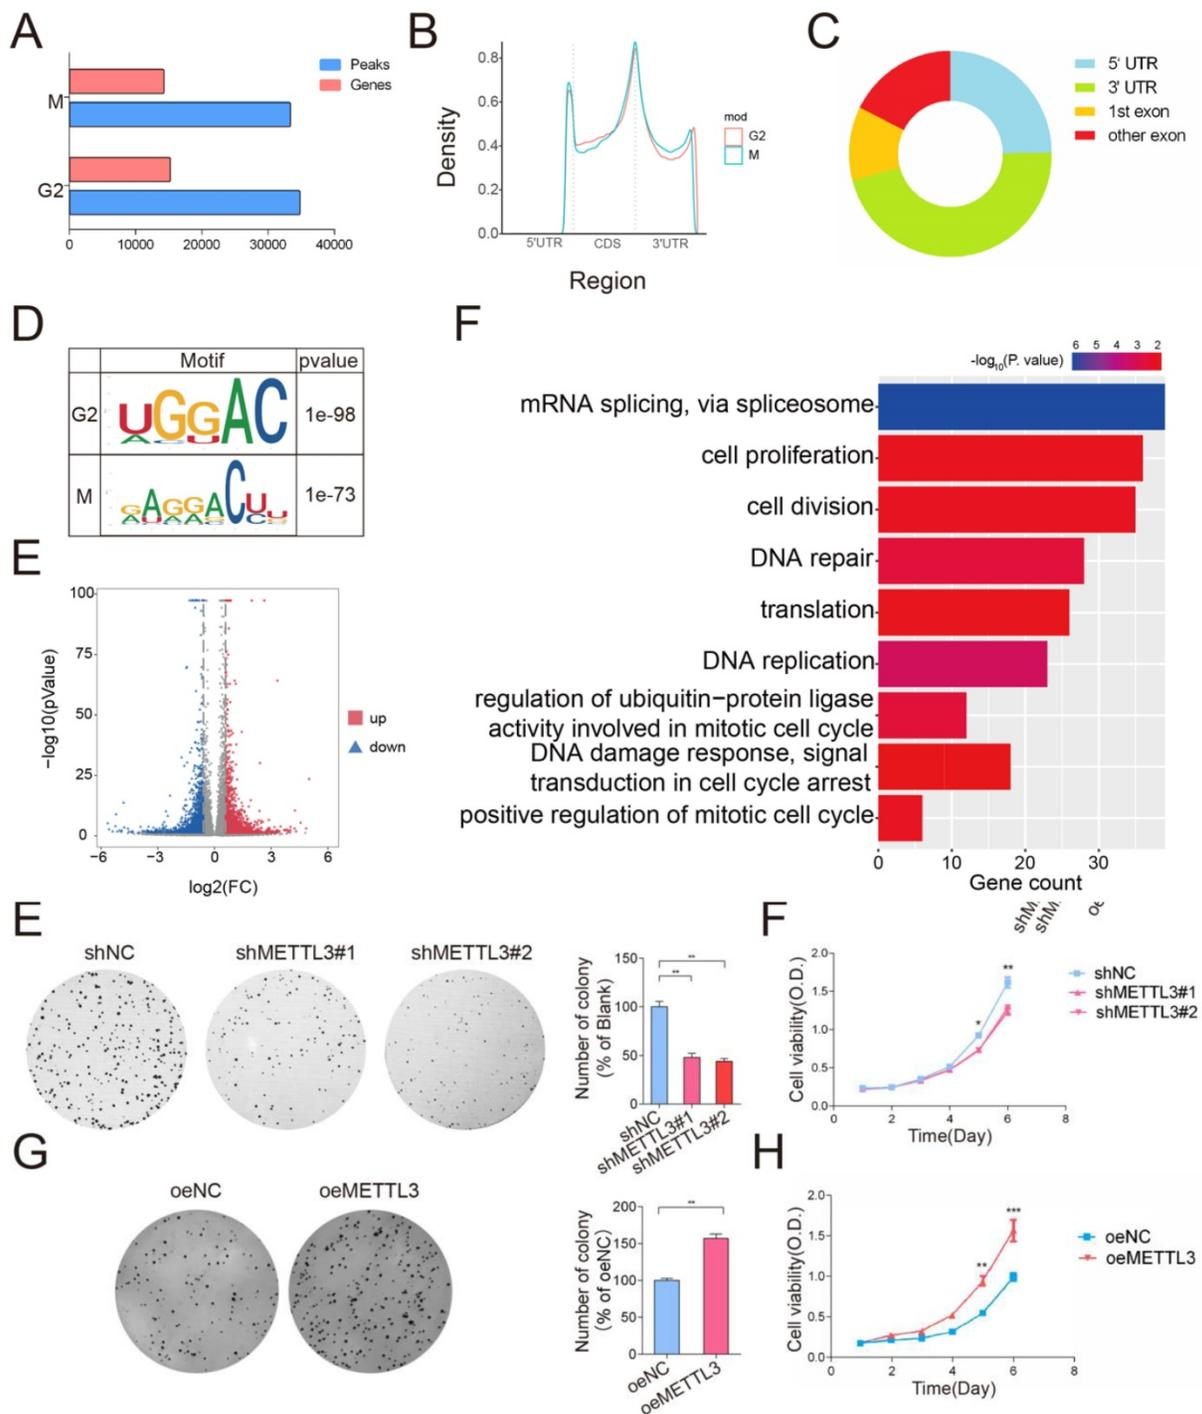 A
B
C
Peaks
Genes
M
G2
0
10000
20000
30000
40000
Density
0.8
0.6
0.4
0.2
0.0
5'UTR
CDS
3'UTR
Region
mod
G2
M
5‘ UTR
3' UTR
1st exon
other exon
D
Motif
pvalue
G2
UGGAC
1e-98
M
GAGGACUU
1e-73
E
100
75
50
25
0
−log10(pValue)
−6
−3
0
3
6
log2(FC)
up
down
F
-log10(P. value)
6 5 4 3 2
mRNA splicing, via spliceosome
cell proliferation
cell division
DNA repair
translation
DNA replication
regulation of ubiquitin−protein ligase
activity involved in mitotic cell cycle
DNA damage response, signal
transduction in cell cycle arrest
positive regulation of mitotic cell cycle
0
10
20
30
Gene count
E
shNC
shMETTL3#1
shMETTL3#2
Number of colony
(% of Blank)
150
100
50
0
**
**
shNC
shMETTL3#1
shMETTL3#2
F
Cell viability(O.D.)
2.0
1.5
1.0
0.5
0.0
0
2
4
6
8
Time(Day)
*
**
shNC
shMETTL3#1
shMETTL3#2
G
oeNC
oeMETTL3
Number of colony
(% of oeNC)
200
150
100
50
0
**
oeNC
oeMETTL3
H
Cell viability(O.D.)
2.0
1.5
1.0
0.5
0.0
0
2
4
6
8
Time(Day)
**
***
oeNC
oeMETTL3